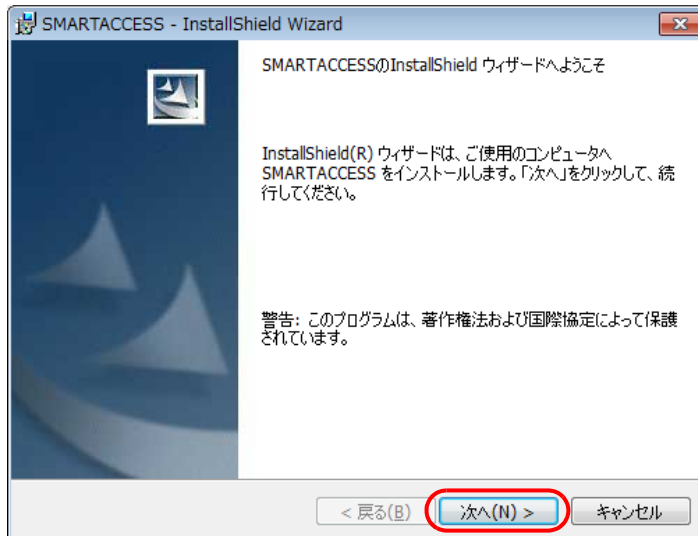 SMARTACCESS - InstallShield Wizard
SMARTACCESSのInstallShield ウィザードへようこそ
InstallShield(R) ウィザードは、ご使用のコンピュータへ
SMARTACCESS をインストールします。「次へ」をクリックして、続
行してください。
警告: このプログラムは、著作権法および国際協定によって保護
されています。
< 戻る(B)
次へ(N) >
キャンセル